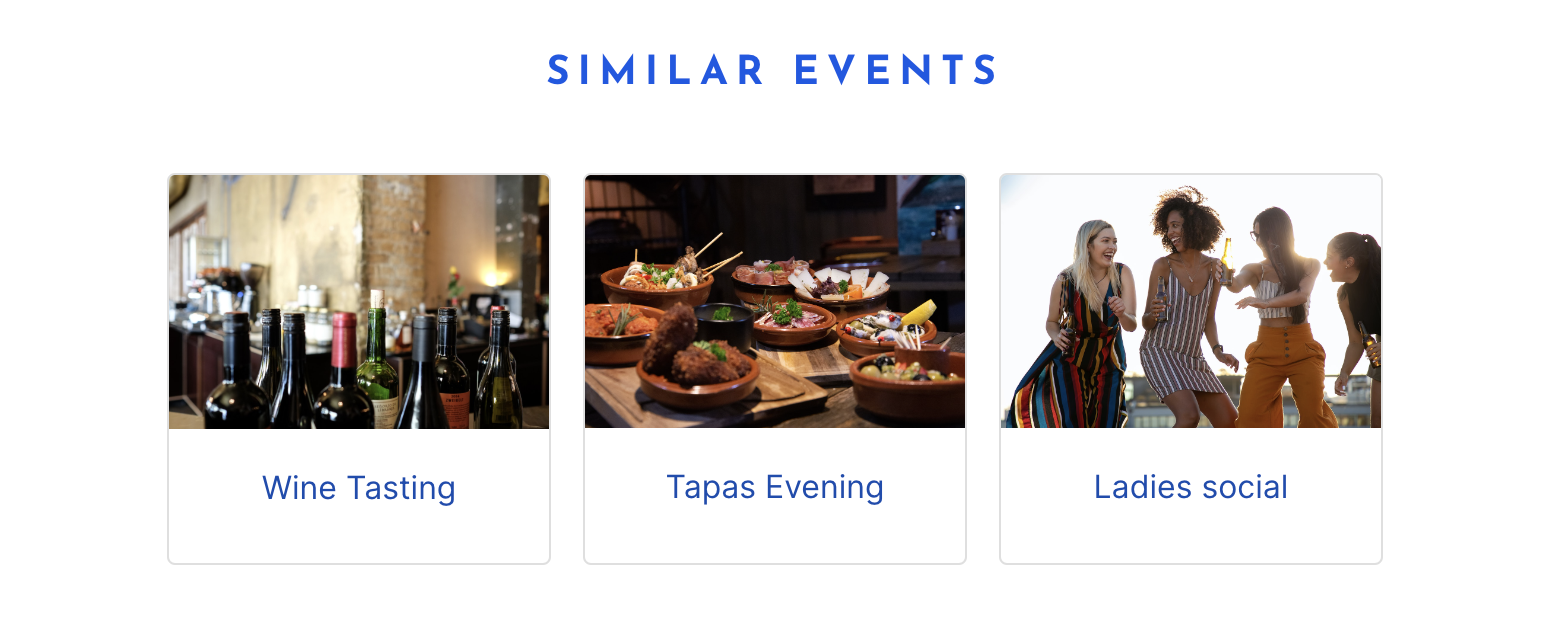 SIMILAR EVENTS
Wine Tasting
Tapas Evening
Ladies social